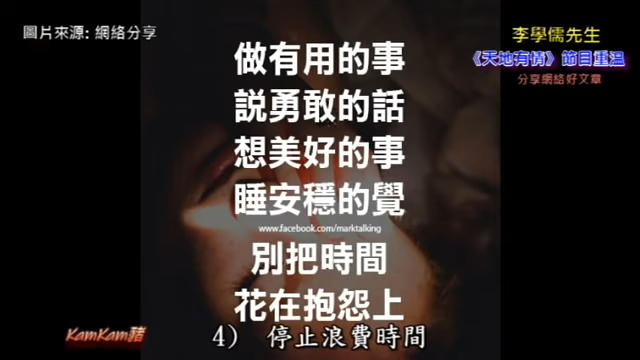 圖片來源: 網絡分享
李學儒先生
《天地有情》節目重溫
分享網絡好文章
做有用的事
說勇敢的話
想美好的事
睡安穩的覺
www.facebook.com/marktalking
別把時間
花在抱怨上
4) 停止浪費時間
KamKam豬